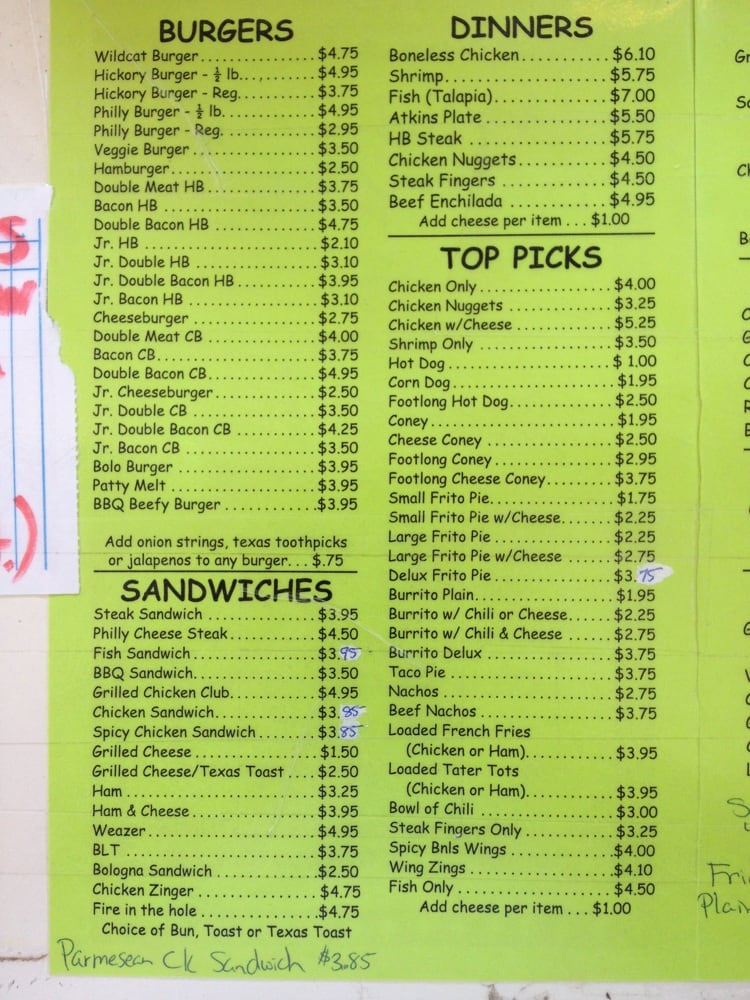 BURGERS
Wildcat Burger................$4.75
Hickory Burger - ½ lb...,.......$4.95
Hickory Burger - Reg...........$3.75
Philly Burger - ½ lb.............$4.95
Philly Burger - Reg..............$2.95
Veggie Burger..................$3.50
Hamburger.....................$2.50
Double Meat HB................$3.75
Bacon HB......................$3.50
Double Bacon HB...............$4.75
Jr. HB.........................$2.10
Jr. Double HB..................$3.10
Jr. Double Bacon HB............$3.95
Jr. Bacon HB...................$3.10
Cheeseburger..................$2.75
Double Meat CB................$4.00
Bacon CB......................$3.75
Double Bacon CB...............$4.95
Jr. Cheeseburger...............$2.50
Jr. Double CB..................$3.50
Jr. Double Bacon CB............$4.25
Jr. Bacon CB...................$3.50
Bolo Burger....................$3.95
Patty Melt.....................$3.95
BBQ Beefy Burger..............$3.95
Add onion strings, texas toothpicks
or jalapenos to any burger... $.75
SANDWICHES
Steak Sandwich................$3.95
Philly Cheese Steak.............$4.50
Fish Sandwich..................$3.95
BBQ Sandwich..................$3.50
Grilled Chicken Club.............$4.95
Chicken Sandwich...............$3.85
Spicy Chicken Sandwich.........$3.85
Grilled Cheese..................$1.50
Grilled Cheese/Texas Toast....$2.50
Ham...........................$3.25
Ham & Cheese..................$3.95
Weazer........................$4.95
BLT...........................$3.75
Bologna Sandwich...............$2.50
Chicken Zinger.................$4.75
Fire in the hole.................$4.75
Choice of Bun, Toast or Texas Toast
Parmesean Ck Sandwich $3.85
DINNERS
Boneless Chicken............$6.10
Shrimp.....................$5.75
Fish (Talapia)................$7.00
Atkins Plate.................$5.50
HB Steak...................$5.75
Chicken Nuggets.............$4.50
Steak Fingers...............$4.50
Beef Enchilada..............$4.95
Add cheese per item... $1.00
TOP PICKS
Chicken Only...................$4.00
Chicken Nuggets................$3.25
Chicken w/Cheese..............$5.25
Shrimp Only...................$3.50
Hot Dog.......................$ 1.00
Corn Dog......................$1.95
Footlong Hot Dog...............$2.50
Coney.........................$1.95
Cheese Coney..................$2.50
Footlong Coney.................$2.95
Footlong Cheese Coney..........$3.75
Small Frito Pie..................$1.75
Small Frito Pie w/Cheese........$2.25
Large Frito Pie.................$2.25
Large Frito Pie w/Cheese.......$2.75
Delux Frito Pie.................$3.75
Burrito Plain...................$1.95
Burrito w/ Chili or Cheese.......$2.25
Burrito w/ Chili & Cheese.......$2.75
Burrito Delux..................$3.75
Taco Pie.......................$3.75
Nachos........................$2.75
Beef Nachos...................$3.75
Loaded French Fries
(Chicken or Ham).............$3.95
Loaded Tater Tots
(Chicken or Ham).............$3.95
Bowl of Chili...................$3.00
Steak Fingers Only.............$3.25
Spicy Bnls Wings...............$4.00
Wing Zings....................$4.10
Fish Only......................$4.50
Add cheese per item... $1.00